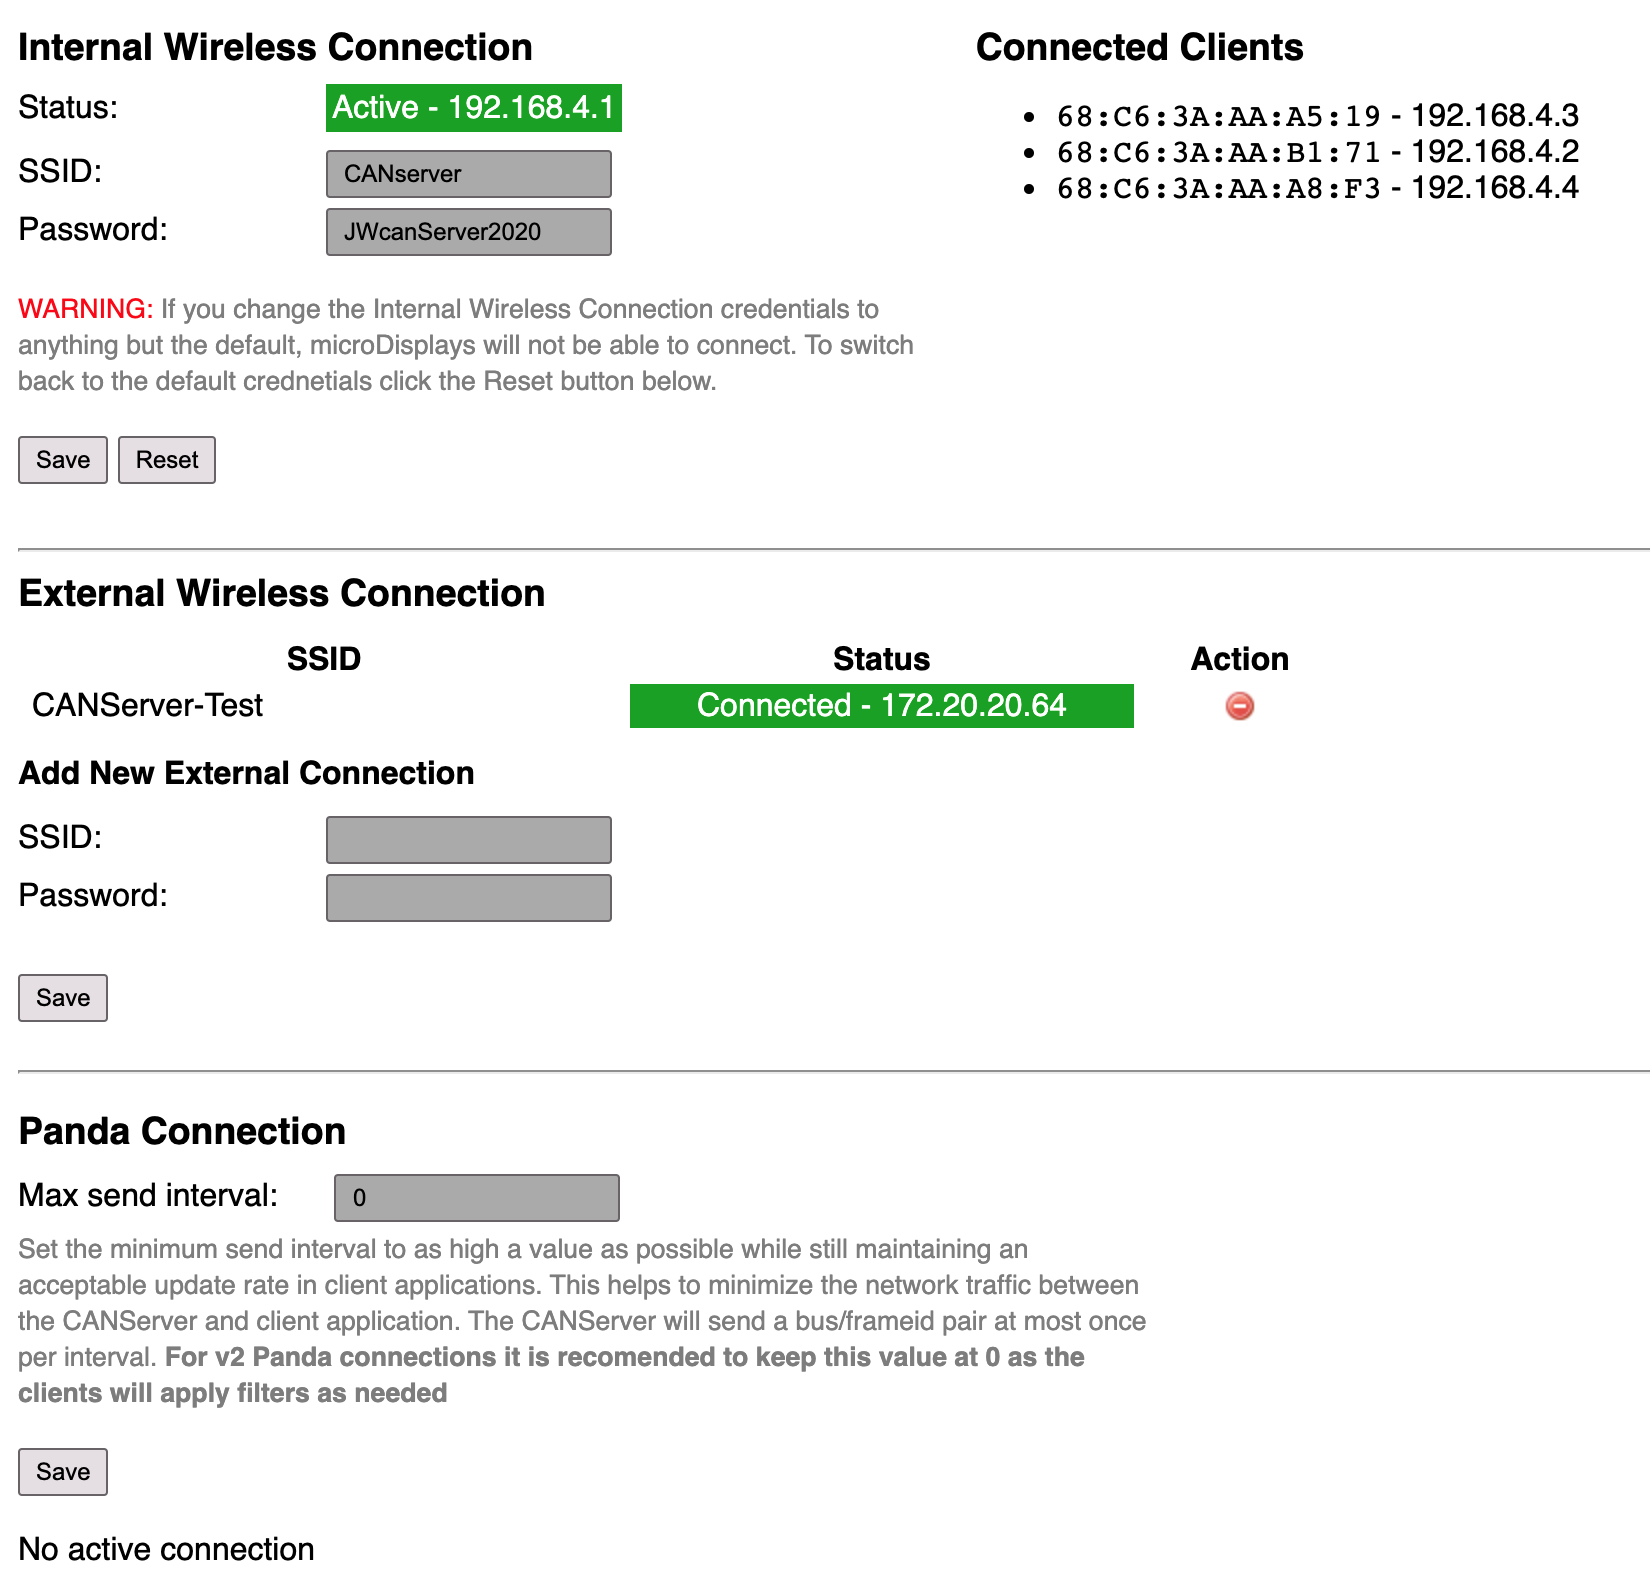 Internal Wireless Connection
Status: Active - 192.168.4.1
SSID: CANserver
Password: JWcanServer2020
WARNING: If you change the Internal Wireless Connection credentials to
anything but the default, microDisplays will not be able to connect. To switch
back to the default crednetials click the Reset button below.
Save Reset
Connected Clients
• 68:C6:3A:AA:A5:19 - 192.168.4.3
• 68:C6:3A:AA:B1:71 - 192.168.4.2
• 68:C6:3A:AA:A8:F3 - 192.168.4.4
External Wireless Connection
SSID Status Action
CANServer-Test Connected - 172.20.20.64
Add New External Connection
SSID:
Password:
Save
Panda Connection
Max send interval: 0
Set the minimum send interval to as high a value as possible while still maintaining an
acceptable update rate in client applications. This helps to minimize the network traffic between
the CANServer and client application. The CANServer will send a bus/frameid pair at most once
per interval. For v2 Panda connections it is recomended to keep this value at 0 as the
clients will apply filters as needed
Save
No active connection